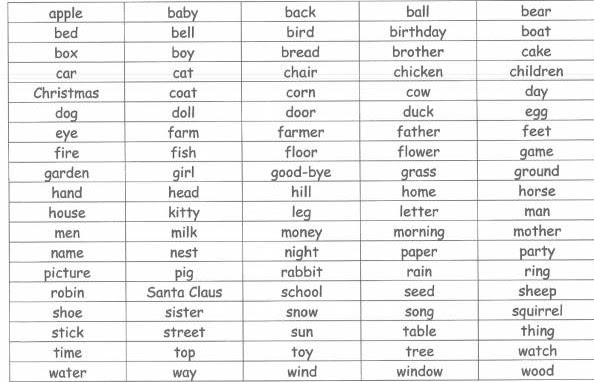 apple baby back ball bear
bed bell bird birthday boat
box boy bread brother cake
car cat chair chicken children
Christmas coat corn cow day
dog doll door duck egg
eye farm farmer father feet
fire fish floor flower game
garden girl good-bye grass ground
hand head hill home horse
house kitty leg letter man
men milk money morning mother
name nest night paper party
picture pig rabbit rain ring
robin Santa Claus school seed sheep
shoe sister snow song squirrel
stick street sun table thing
time top toy tree watch
water way wind window wood